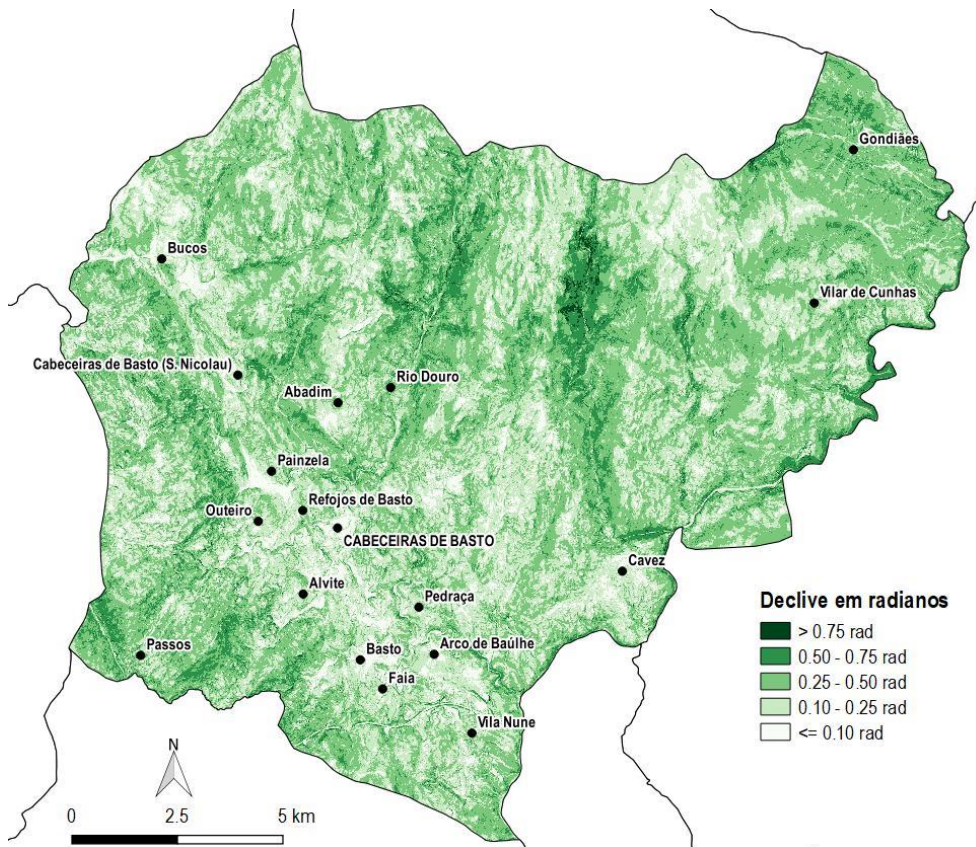 Gondiães
Bucos
Vilar de Cunhas
Cabeceiras de Basto (S. Nicolau)
Rio Douro
Abadim
Painzela
Refojos de Basto
Outeiro
CABECEIRAS DE BASTO
Cavez
Alvite
Pedraça
Passos
Basto
Arco de Baúlhe
Faia
Vila Nune
Declive em radianos
> 0.75 rad
0.50 - 0.75 rad
0.25 - 0.50 rad
0.10 - 0.25 rad
<= 0.10 rad
N
0 2.5 5 km